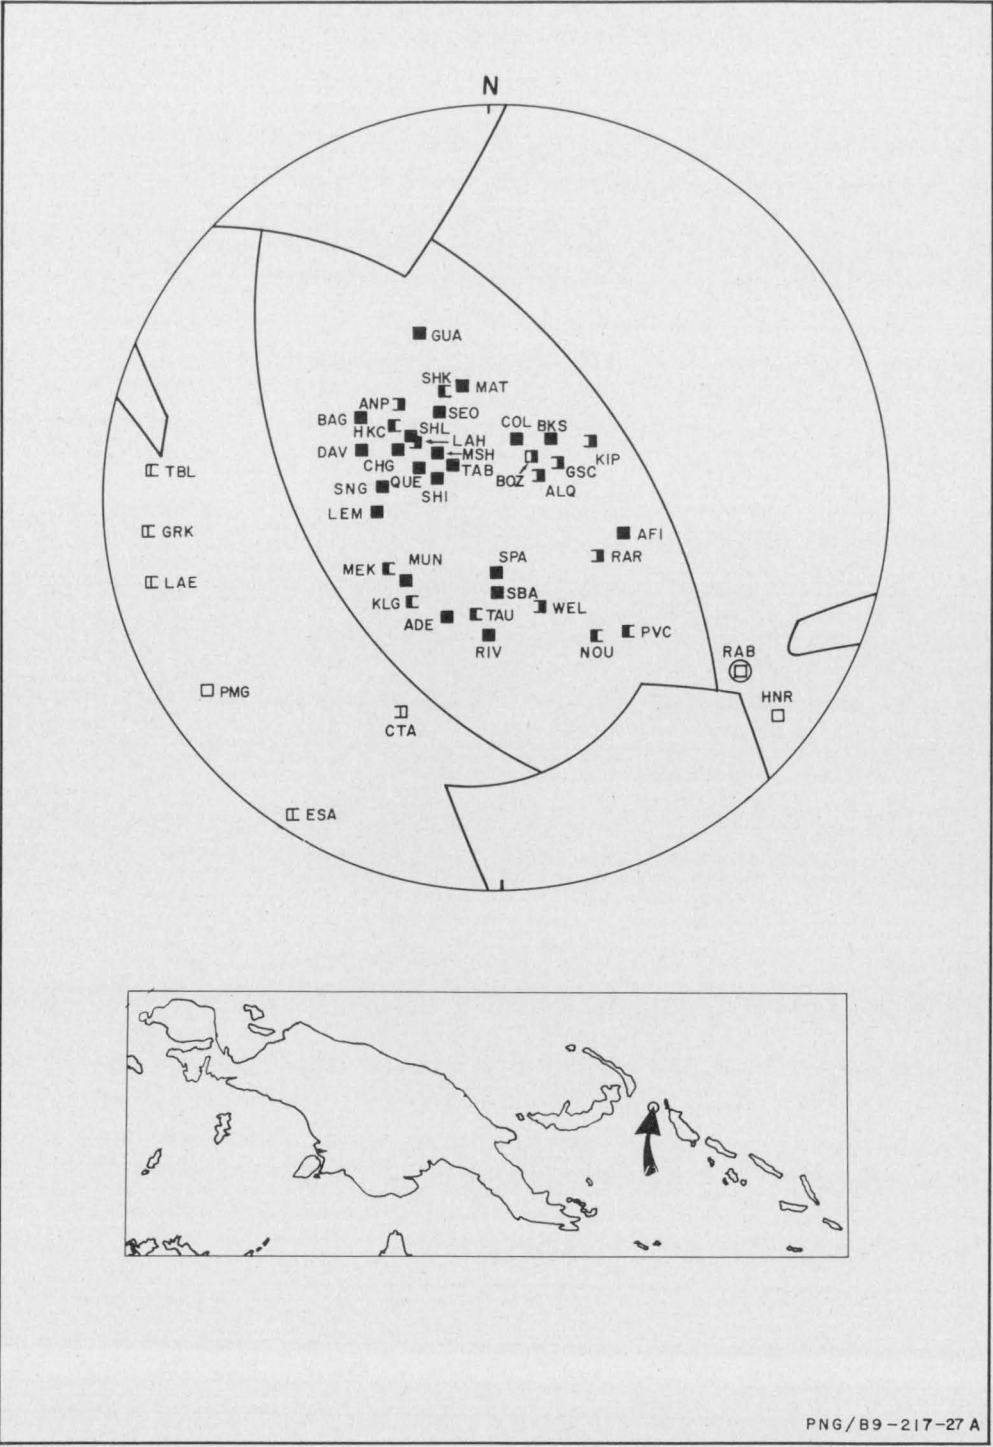 N
GUA
SHK
MAT
ANP
SEO
BAG
HKC
SHL
COL BKS
LAH
DAV
MSH
KIP
CHG
TAB
GSC
QUE
BOZ
SNG
SHI
ALQ
TBL
LEM
GRK
AFI
SPA
RAR
MEK
MUN
LAE
SBA
KLG
WEL
ADE
TAU
PVC
RIV
NOU
RAB
PMG
HNR
CTA
ESA
PNG/B9-217-27A